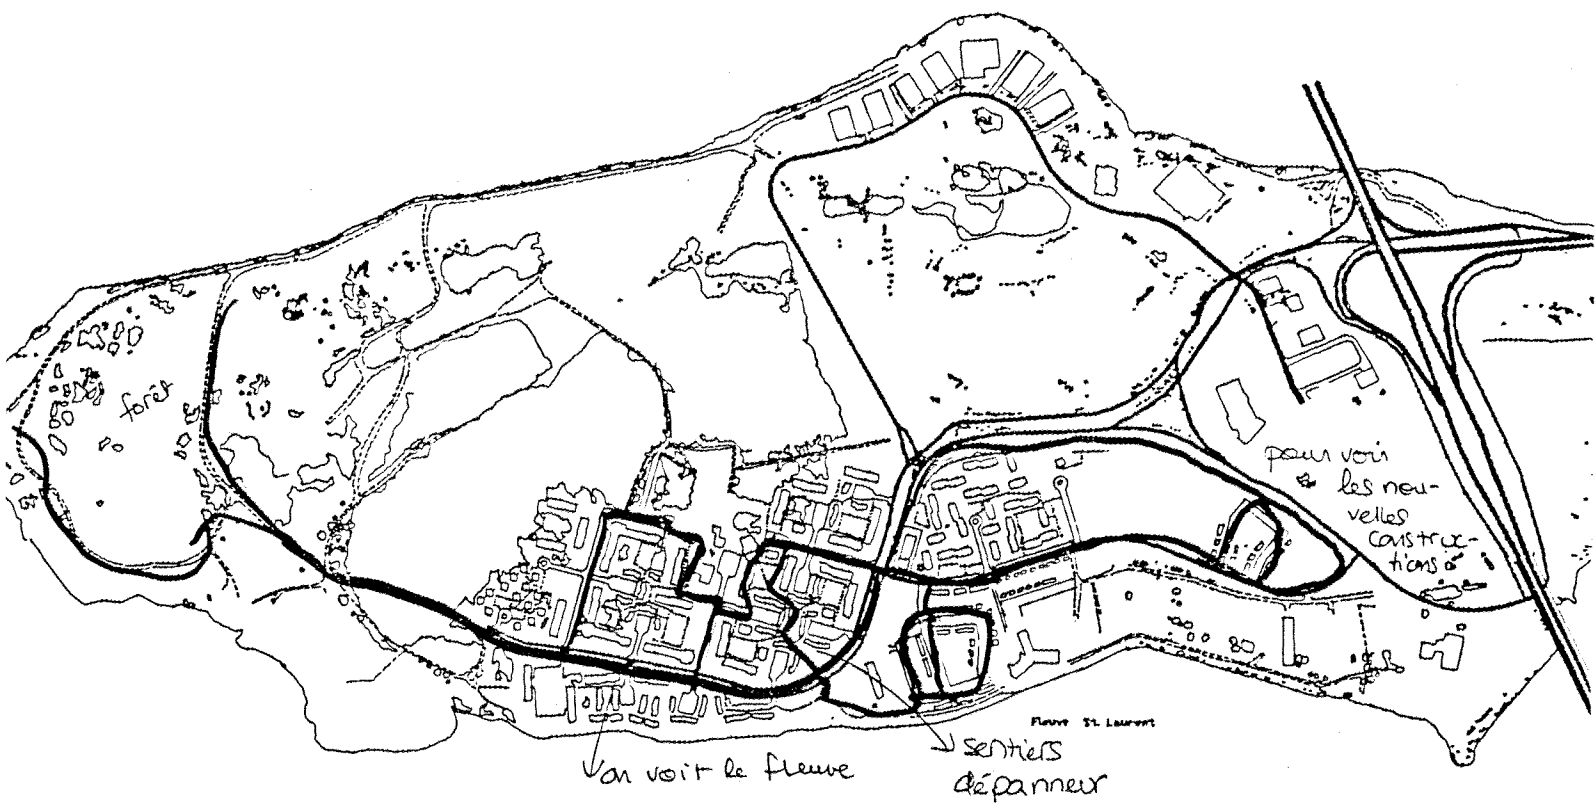 forêt
pour voir
les nou-
velles
construc-
tions
Fleuve St. Laurent
on voit le fleuve
sentiers
dépanneur